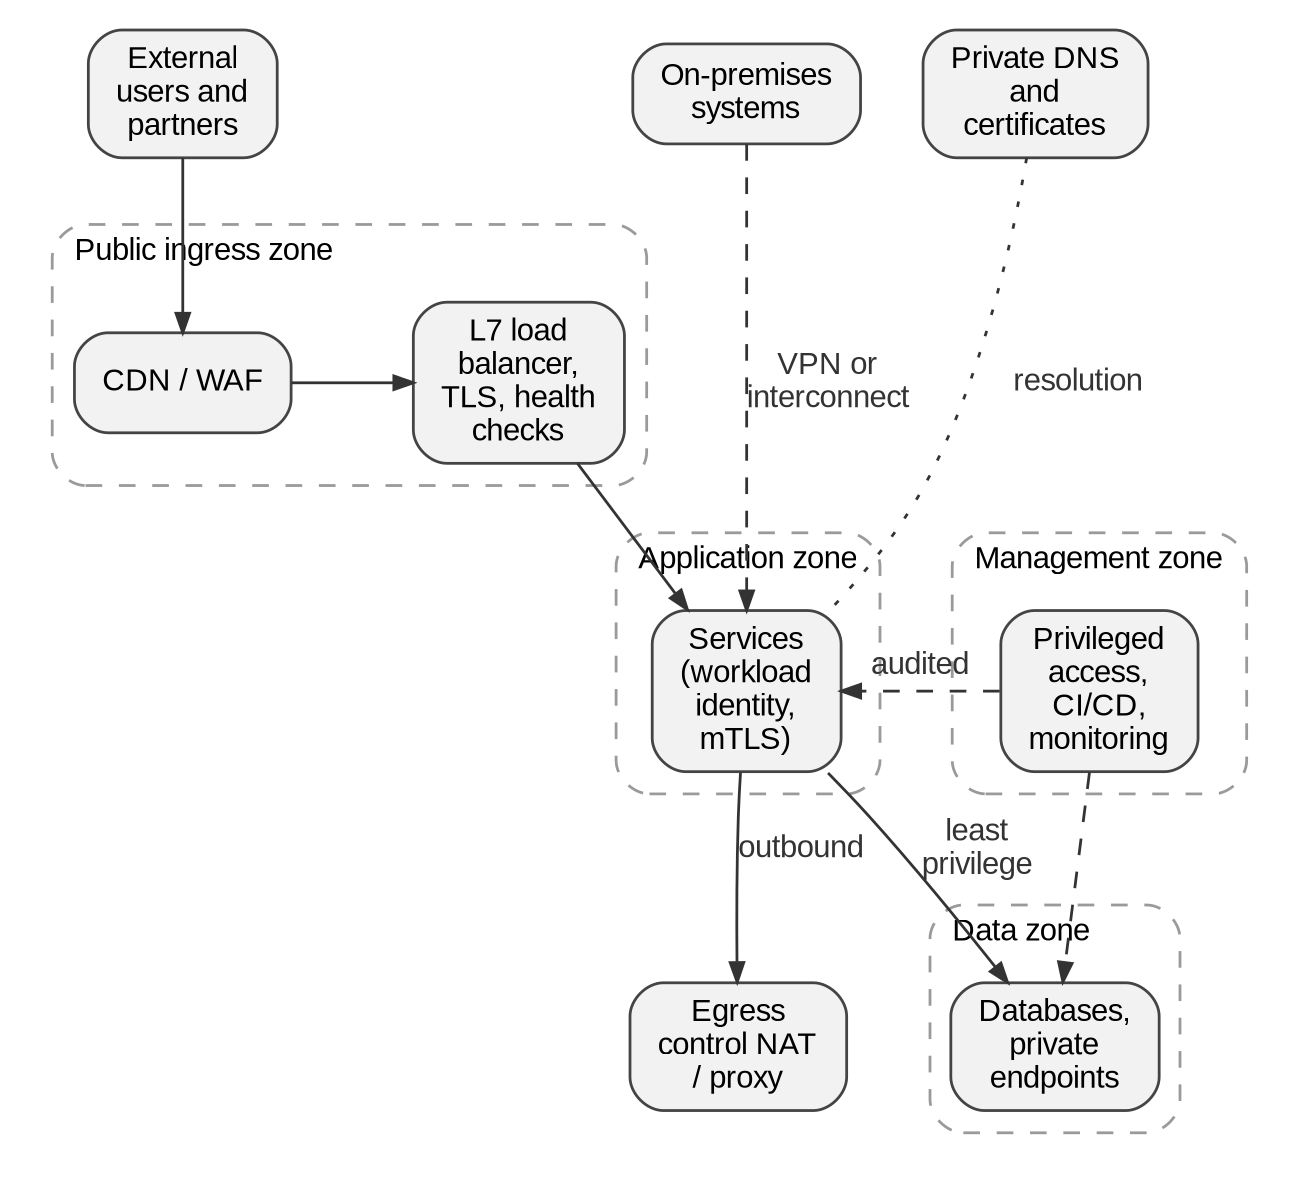 External
users and
partners
On-premises
systems
Private DNS
and
certificates
Public ingress zone
CDN / WAF
L7 load
balancer,
TLS, health
checks
VPN or
interconnect
resolution
Application zone
Management zone
Services
(workload
identity,
mTLS)
audited
Privileged
access,
CI/CD,
monitoring
outbound
least
privilege
Data zone
Egress
control NAT
/ proxy
Databases,
private
endpoints